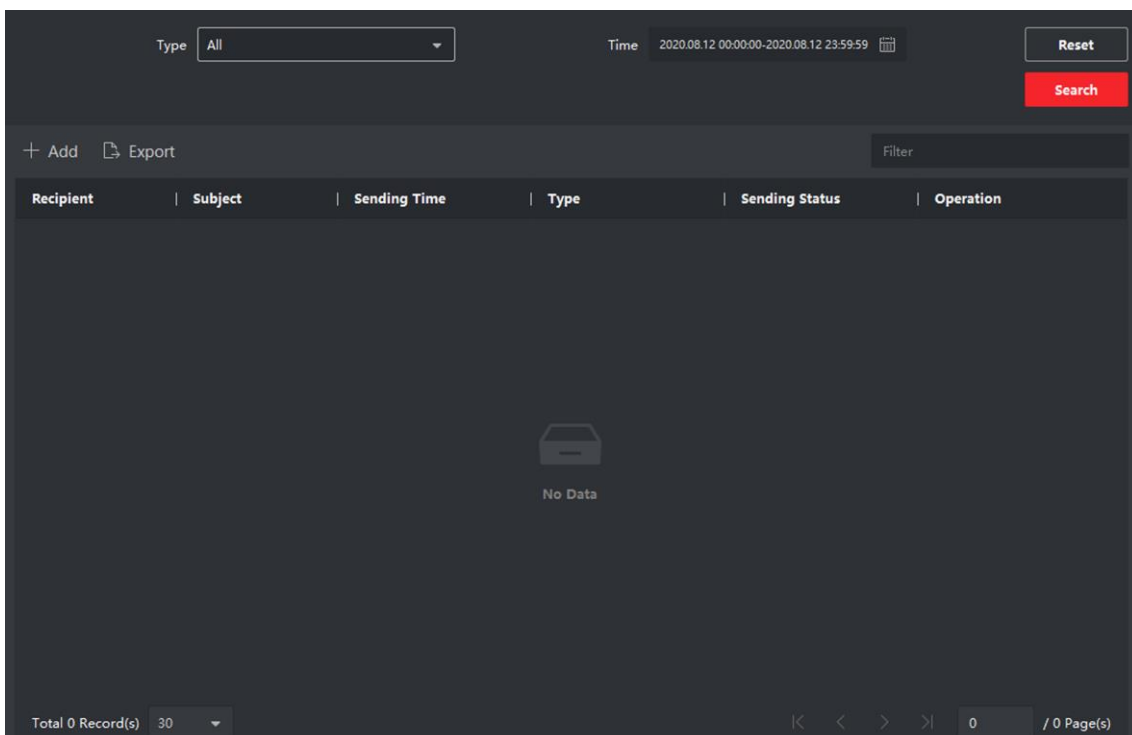 Type All Time 2020.08.12 00:00:00-2020.08.12 23:59:59 Reset
Search
+ Add Export Filter
Recipient | Subject | Sending Time | Type | Sending Status | Operation
No Data
Total 0 Record(s) 30 0 / 0 Page(s)